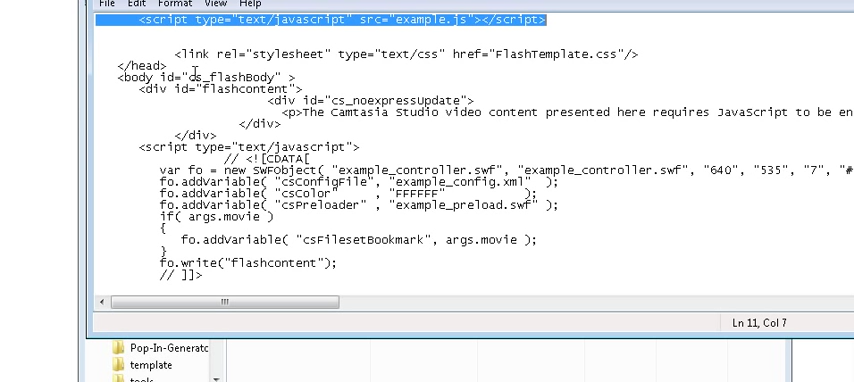 File Edit Format View Help
<script type="text/javascript" src="example.js"></script>
<link rel="stylesheet" type="text/css" href="FlashTemplate.css"/>
</head>
<body id="cs_flashBody" >
<div id="flashcontent">
<div id="cs_noexpressUpdate">
<p>The Camtasia Studio video content presented here requires JavaScript to be en
</div>
</div>
<script type="text/javascript">
// <![CDATA[
var fo = new SWFObject( "example_controller.swf", "example_controller.swf", "640", "535", "7", "#
fo.addVariable( "csConfigFile", "example_config.xml"  );
fo.addVariable( "csColor"     , "FFFFFF"           );
fo.addVariable( "csPreloader" , "example_preload.swf" );
if( args.movie )
{
fo.addVariable( "csFilesetBookmark", args.movie );
}
fo.write("flashcontent");
// ]]>
Ln 11, Col 7
Pop-In-Generatc
template
tools